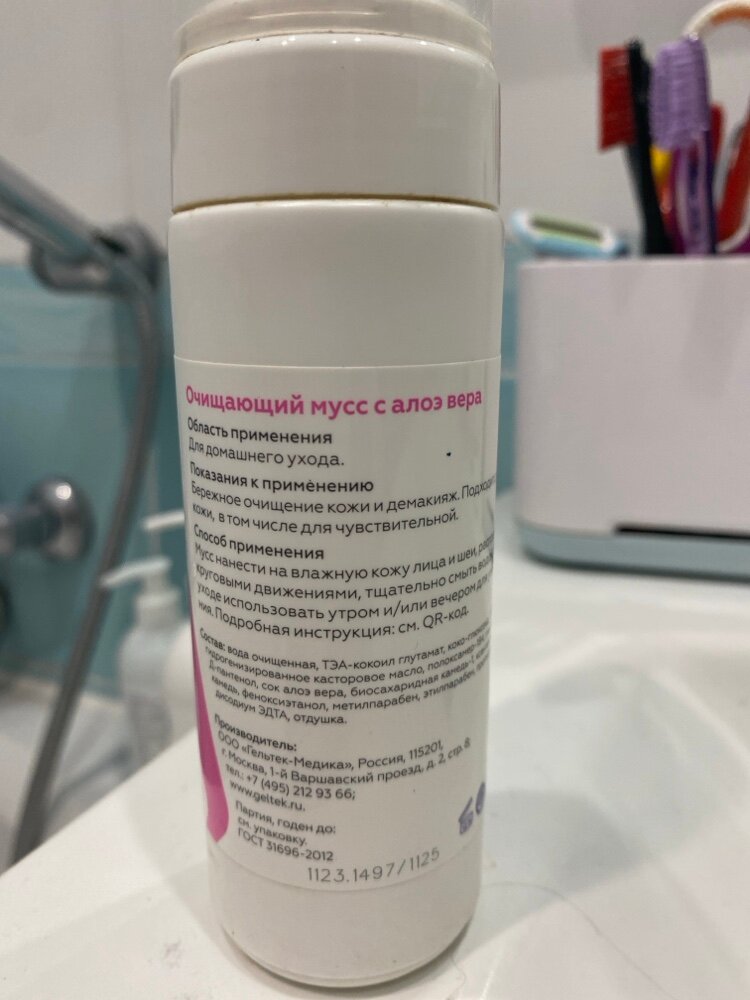 Очищающий мусс с алоэ вера
Область применения
Для домашнего ухода.
Показания к применению
Бережное очищение кожи и демакияж.
кожи, в том числе для чувствительной.
Способ применения
Мусс нанести на влажную кожу лица и шеи,
круговыми движениями, тщательно смыть
уходе использовать утром и/или вечером
ния. Подробная инструкция: см. QR-код.
Состав: вода очищенная, ТЭА-кокоил глутамат,
гидрогенизированное касторовое масло,
Д-пантенол, сок алоэ вера, биосахаридная камедь-1,
камедь, феноксиэтанол, метилпарабен, этилпарабен,
дисодиум ЭДТА, отдушка.
Производитель:
ООО «Гельтек-Медика», Россия, 115201,
г. Москва, 1-й Варшавский проезд, д. 2, стр. 8;
тел.: +7 (495) 212 93 66;
www.geltek.ru.
Партия, годен до:
см. упаковку.
ГОСТ 31696-2012
1123.1497/1125